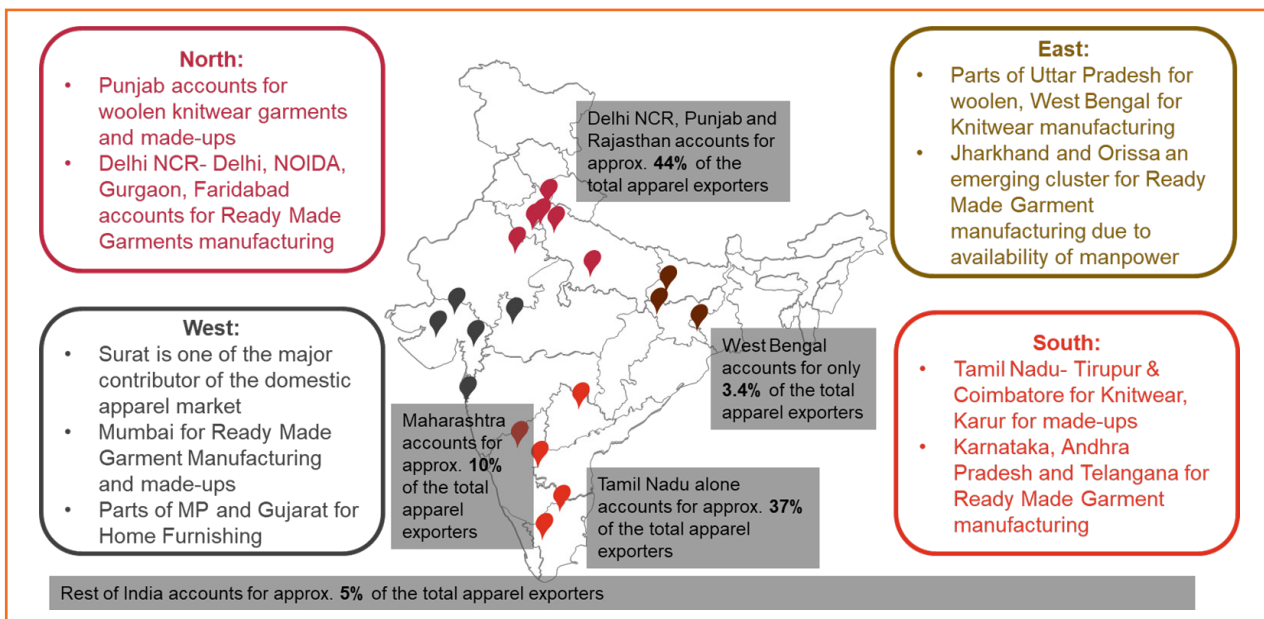 North:
• Punjab accounts for
woolen knitwear garments
and made-ups
• Delhi NCR- Delhi, NOIDA,
Gurgaon, Faridabad
accounts for Ready Made
Garments manufacturing
Delhi NCR, Punjab and
Rajasthan accounts for
approx. 44% of the
total apparel exporters
East:
• Parts of Uttar Pradesh for
woolen, West Bengal for
Knitwear manufacturing
• Jharkhand and Orissa an
emerging cluster for Ready
Made Garment
manufacturing due to
availability of manpower
West:
• Surat is one of the major
contributor of the domestic
apparel market
• Mumbai for Ready Made
Garment Manufacturing
and made-ups
• Parts of MP and Gujarat for
Home Furnishing
Maharashtra
accounts for
approx. 10%
of the total
apparel
exporters
West Bengal
accounts for only
3.4% of the total
apparel exporters
Tamil Nadu alone
accounts for approx. 37%
of the total apparel
exporters
South:
• Tamil Nadu- Tirupur &
Coimbatore for Knitwear,
Karur for made-ups
• Karnataka, Andhra
Pradesh and Telangana for
Ready Made Garment
manufacturing
Rest of India accounts for approx. 5% of the total apparel exporters